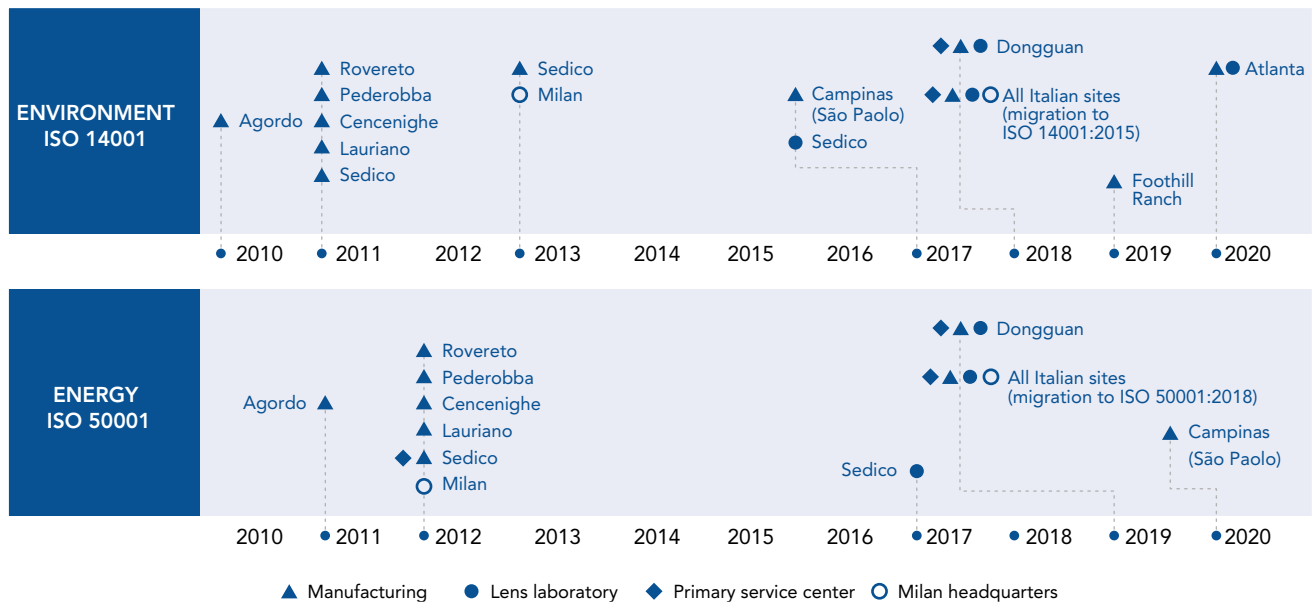 ENVIRONMENT
ISO 14001
Agordo
Rovereto
Pederobba
Cencenighe
Lauriano
Sedico
Sedico
Milan
Campinas
(São Paolo)
Sedico
Dongguan
All Italian sites
(migration to
ISO 14001:2015)
Foothill
Ranch
Atlanta
2010 2011 2012 2013 2014 2015 2016 2017 2018 2019 2020
ENERGY
ISO 50001
Agordo
Rovereto
Pederobba
Cencenighe
Lauriano
Sedico
Milan
Sedico
Dongguan
All Italian sites
(migration to ISO 50001:2018)
Campinas
(São Paolo)
2010 2011 2012 2013 2014 2015 2016 2017 2018 2019 2020
Manufacturing Lens laboratory Primary service center Milan headquarters